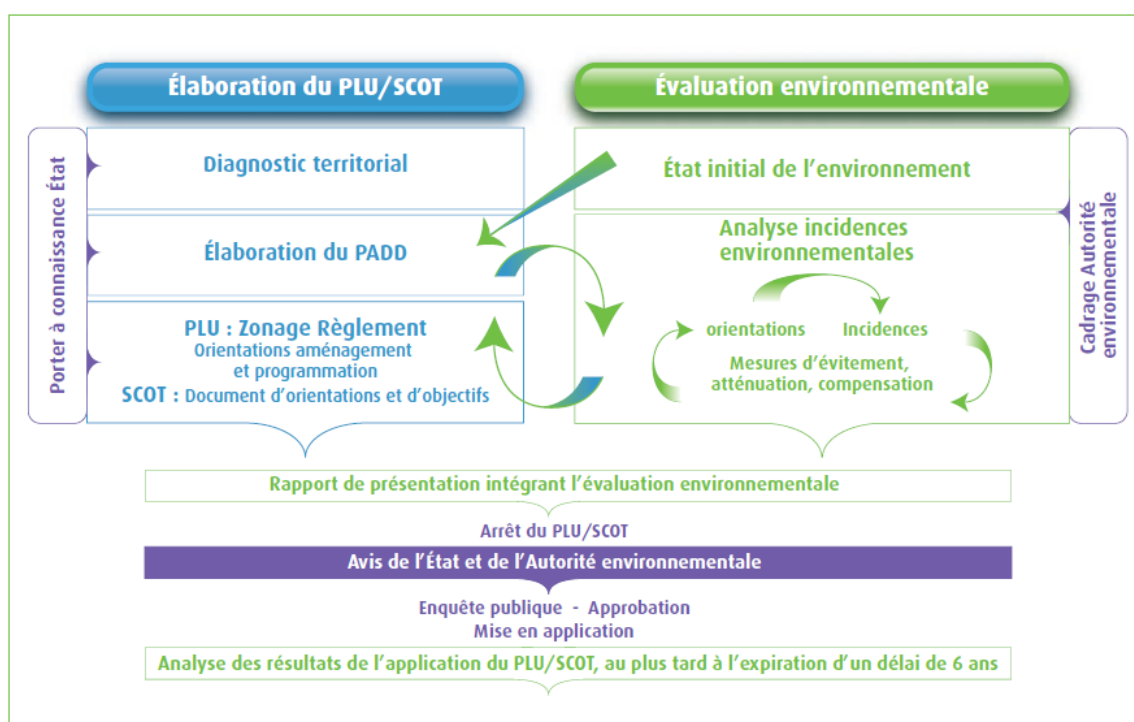 Élaboration du PLU/SCOT
Évaluation environnementale
Porter à connaissance État
Diagnostic territorial
Élaboration du PADD
PLU : Zonage Règlement
Orientations aménagement
et programmation
SCOT : Document d'orientations et d'objectifs
État initial de l'environnement
Analyse incidences
environnementales
orientations
Incidences
Mesures d'évitement,
atténuation, compensation
Cadrage Autorité
environnementale
Rapport de présentation intégrant l'évaluation environnementale
Arrêt du PLU/SCOT
Avis de l'État et de l'Autorité environnementale
Enquête publique - Approbation
Mise en application
Analyse des résultats de l'application du PLU/SCOT, au plus tard à l'expiration d'un délai de 6 ans